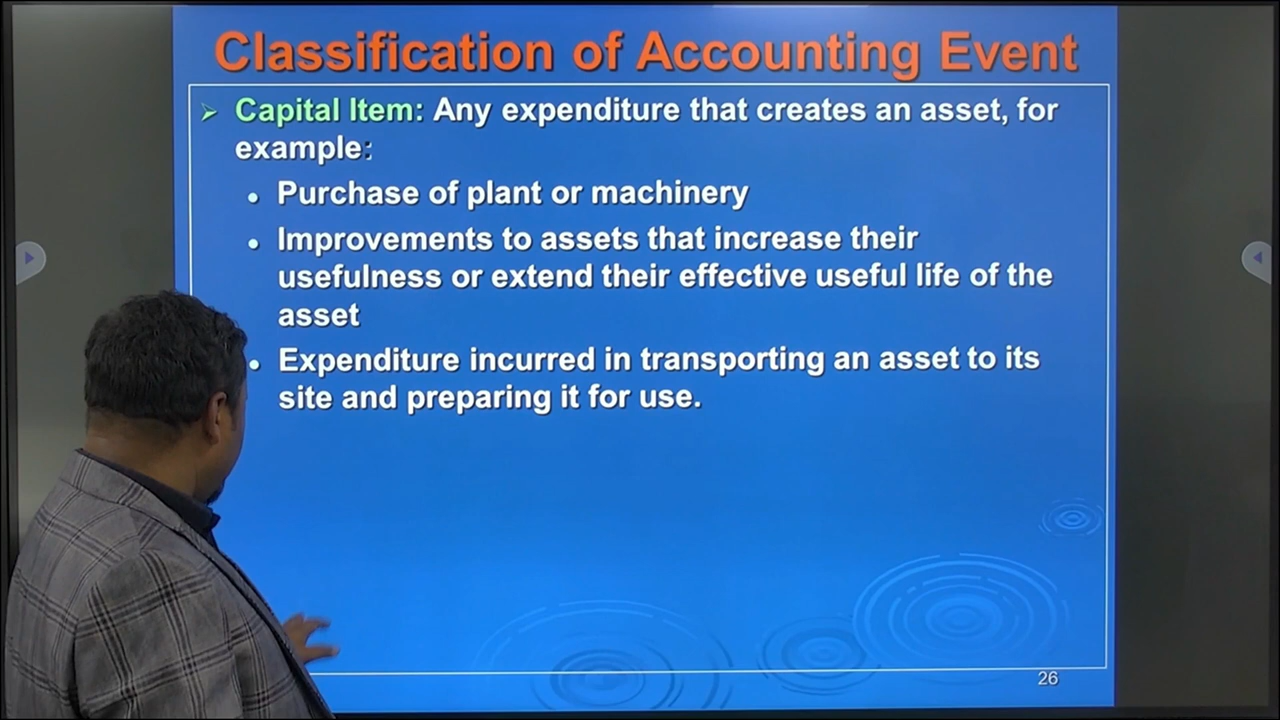 Classification of Accounting Event
Capital Item: Any expenditure that creates an asset, for
example:
Purchase of plant or machinery
Improvements to assets that increase their
usefulness or extend their effective useful life of the
asset
Expenditure incurred in transporting an asset to its
site and preparing it for use.
26